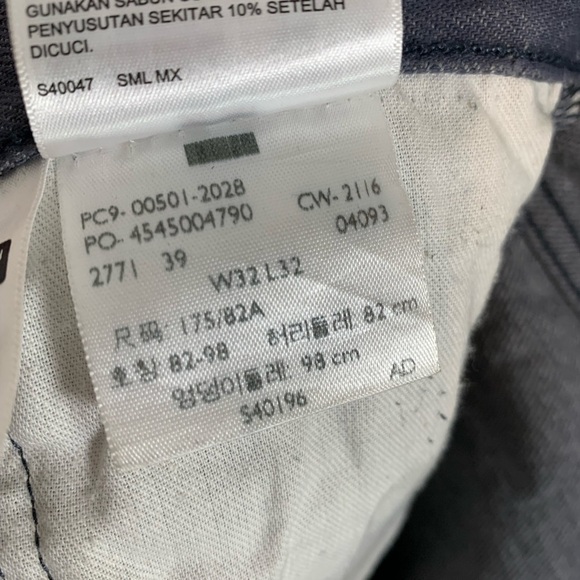 GUNAKAN SABUN
PENYUSUTAN SEKITAR 10% SETELAH
DICUCI.
S40047 SML MX
PC9-00501-2028 CW-2116
PO-4545004790 04093
2771 39
W32 L32
尺码: 175/82A
호칭 82-98 허리둘레 82 cm
엉덩이둘레 98 cm AD
S40196